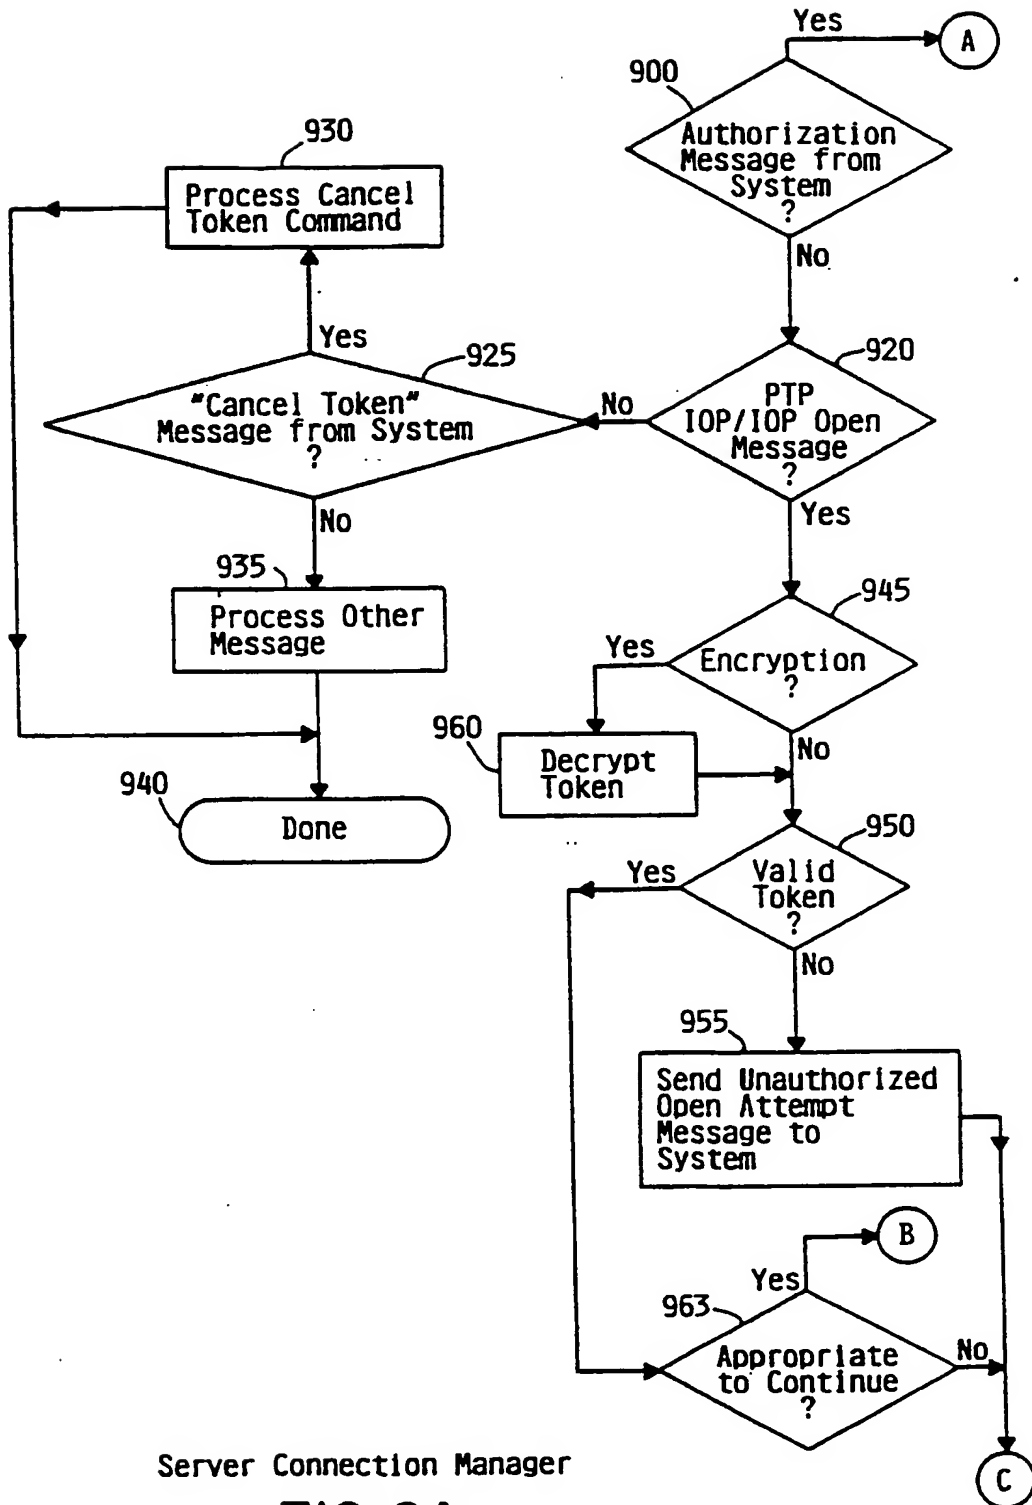 Yes
A
900
Authorization
Message from
System
?
No
930
Process Cancel
Token Command
Yes
925
"Cancel Token"
Message from System
?
No
920
PTP
IOP/IOP Open
Message
?
No
Yes
935
Process Other
Message
945
Encryption
?
Yes
No
960
Decrypt
Token
940
Done
950
Valid
Token
?
Yes
No
955
Send Unauthorized
Open Attempt
Message to
System
B
Yes
963
Appropriate
to Continue
?
No
C
Server Connection Manager